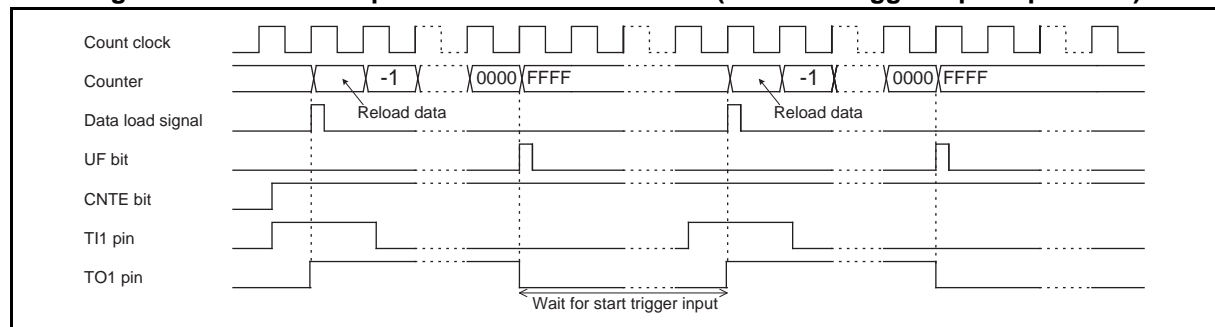 Count clock
Counter -1 0000 FFFF -1 0000 FFFF
Reload data Reload data
Data load signal
UF bit
CNTE bit
TI1 pin
TO1 pin
Wait for start trigger input